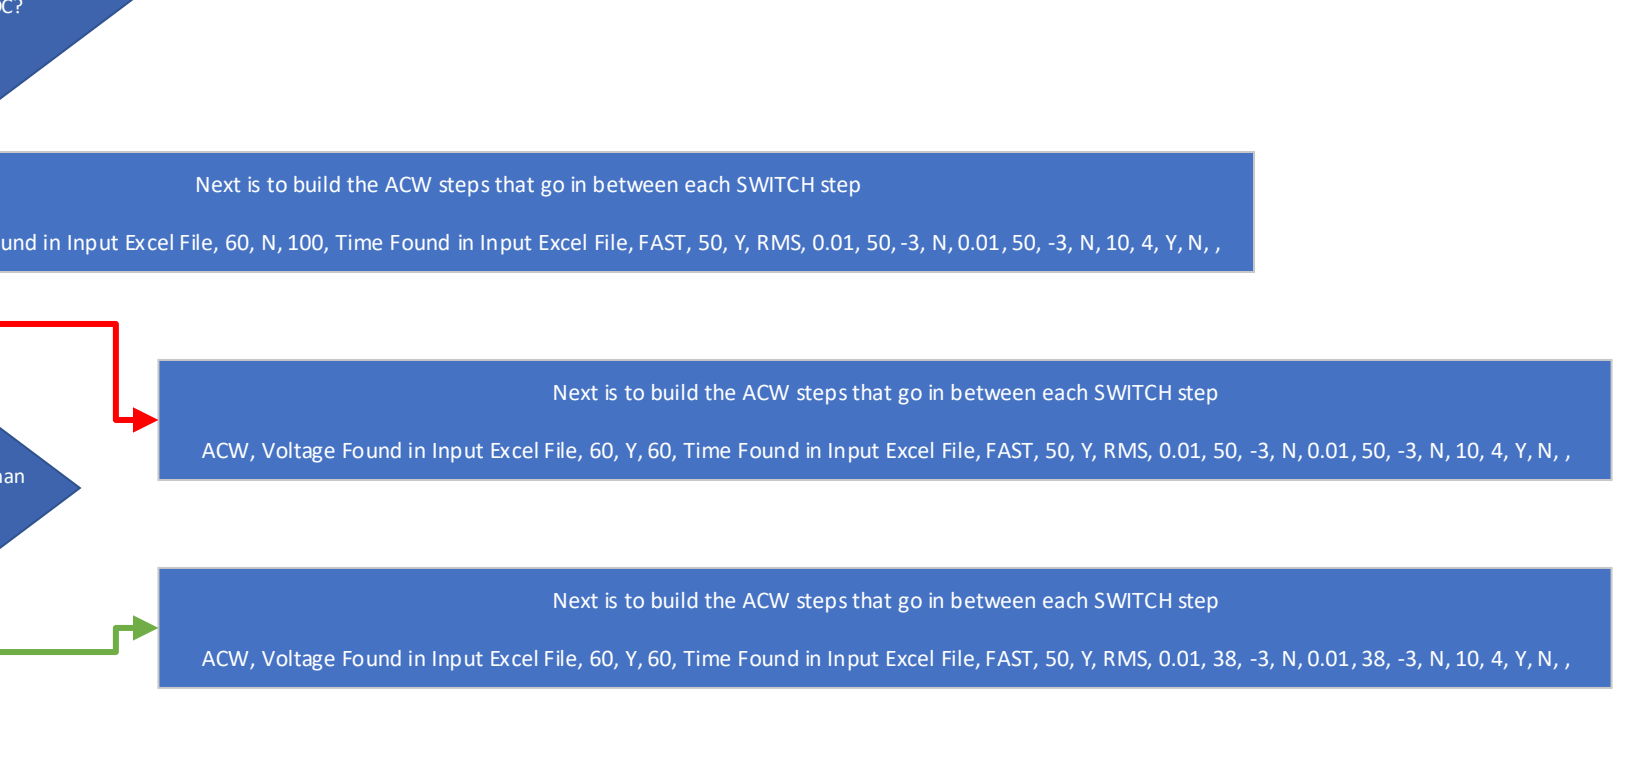 Next is to build the ACW steps that go in between each SWITCH step
in Input Excel File, 60, N, 100, Time Found in Input Excel File, FAST, 50, Y, RMS, 0.01, 50, -3, N, 0.01, 50, -3, N, 10, 4, Y, N, ,
Next is to build the ACW steps that go in between each SWITCH step
ACW, Voltage Found in Input Excel File, 60, Y, 60, Time Found in Input Excel File, FAST, 50, Y, RMS, 0.01, 50, -3, N, 0.01, 50, -3, N, 10, 4, Y, N, ,
Next is to build the ACW steps that go in between each SWITCH step
ACW, Voltage Found in Input Excel File, 60, Y, 60, Time Found in Input Excel File, FAST, 50, Y, RMS, 0.01, 38, -3, N, 0.01, 38, -3, N, 10, 4, Y, N, ,